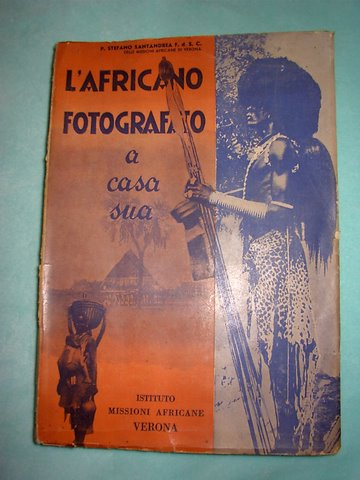 P. STEFANO SANTANDREA F. d. S. C.
DELLE MISSIONI AFRICANE DI VERONA
L'AFRICANO
FOTOGRAFATO
a
casa
sua
ISTITUTO
MISSIONI AFRICANE
VERONA